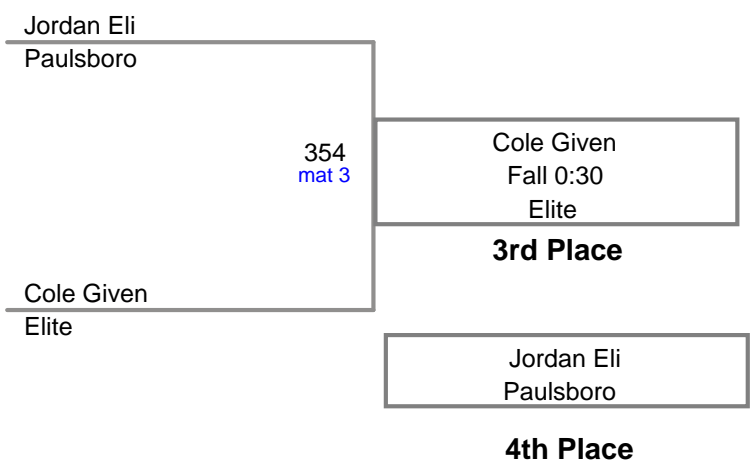 Jordan Eli
Paulsboro
354
mat 3
Cole Given
Fall 0:30
Elite
3rd Place
Cole Given
Elite
Jordan Eli
Paulsboro
4th Place